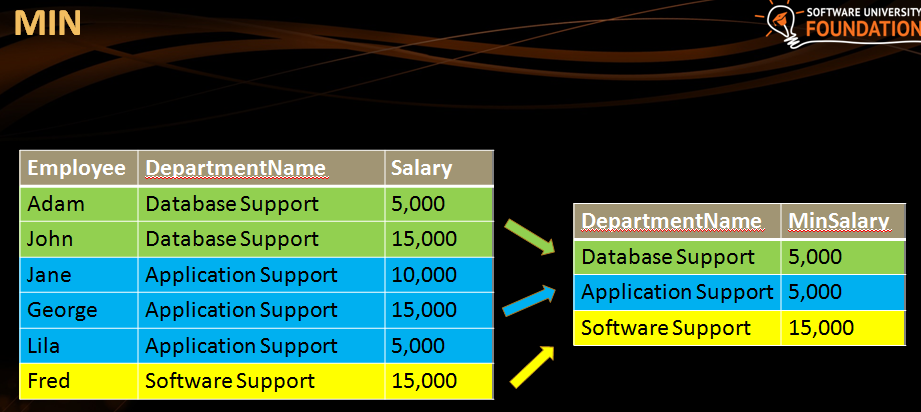 MIN
SOFTWARE UNIVERSITY
FOUNDATION
Employee DepartmentName Salary
Adam Database Support 5,000
John Database Support 15,000
Jane Application Support 10,000
George Application Support 15,000
Lila Application Support 5,000
Fred Software Support 15,000
DepartmentName MinSalary
Database Support 5,000
Application Support 5,000
Software Support 15,000